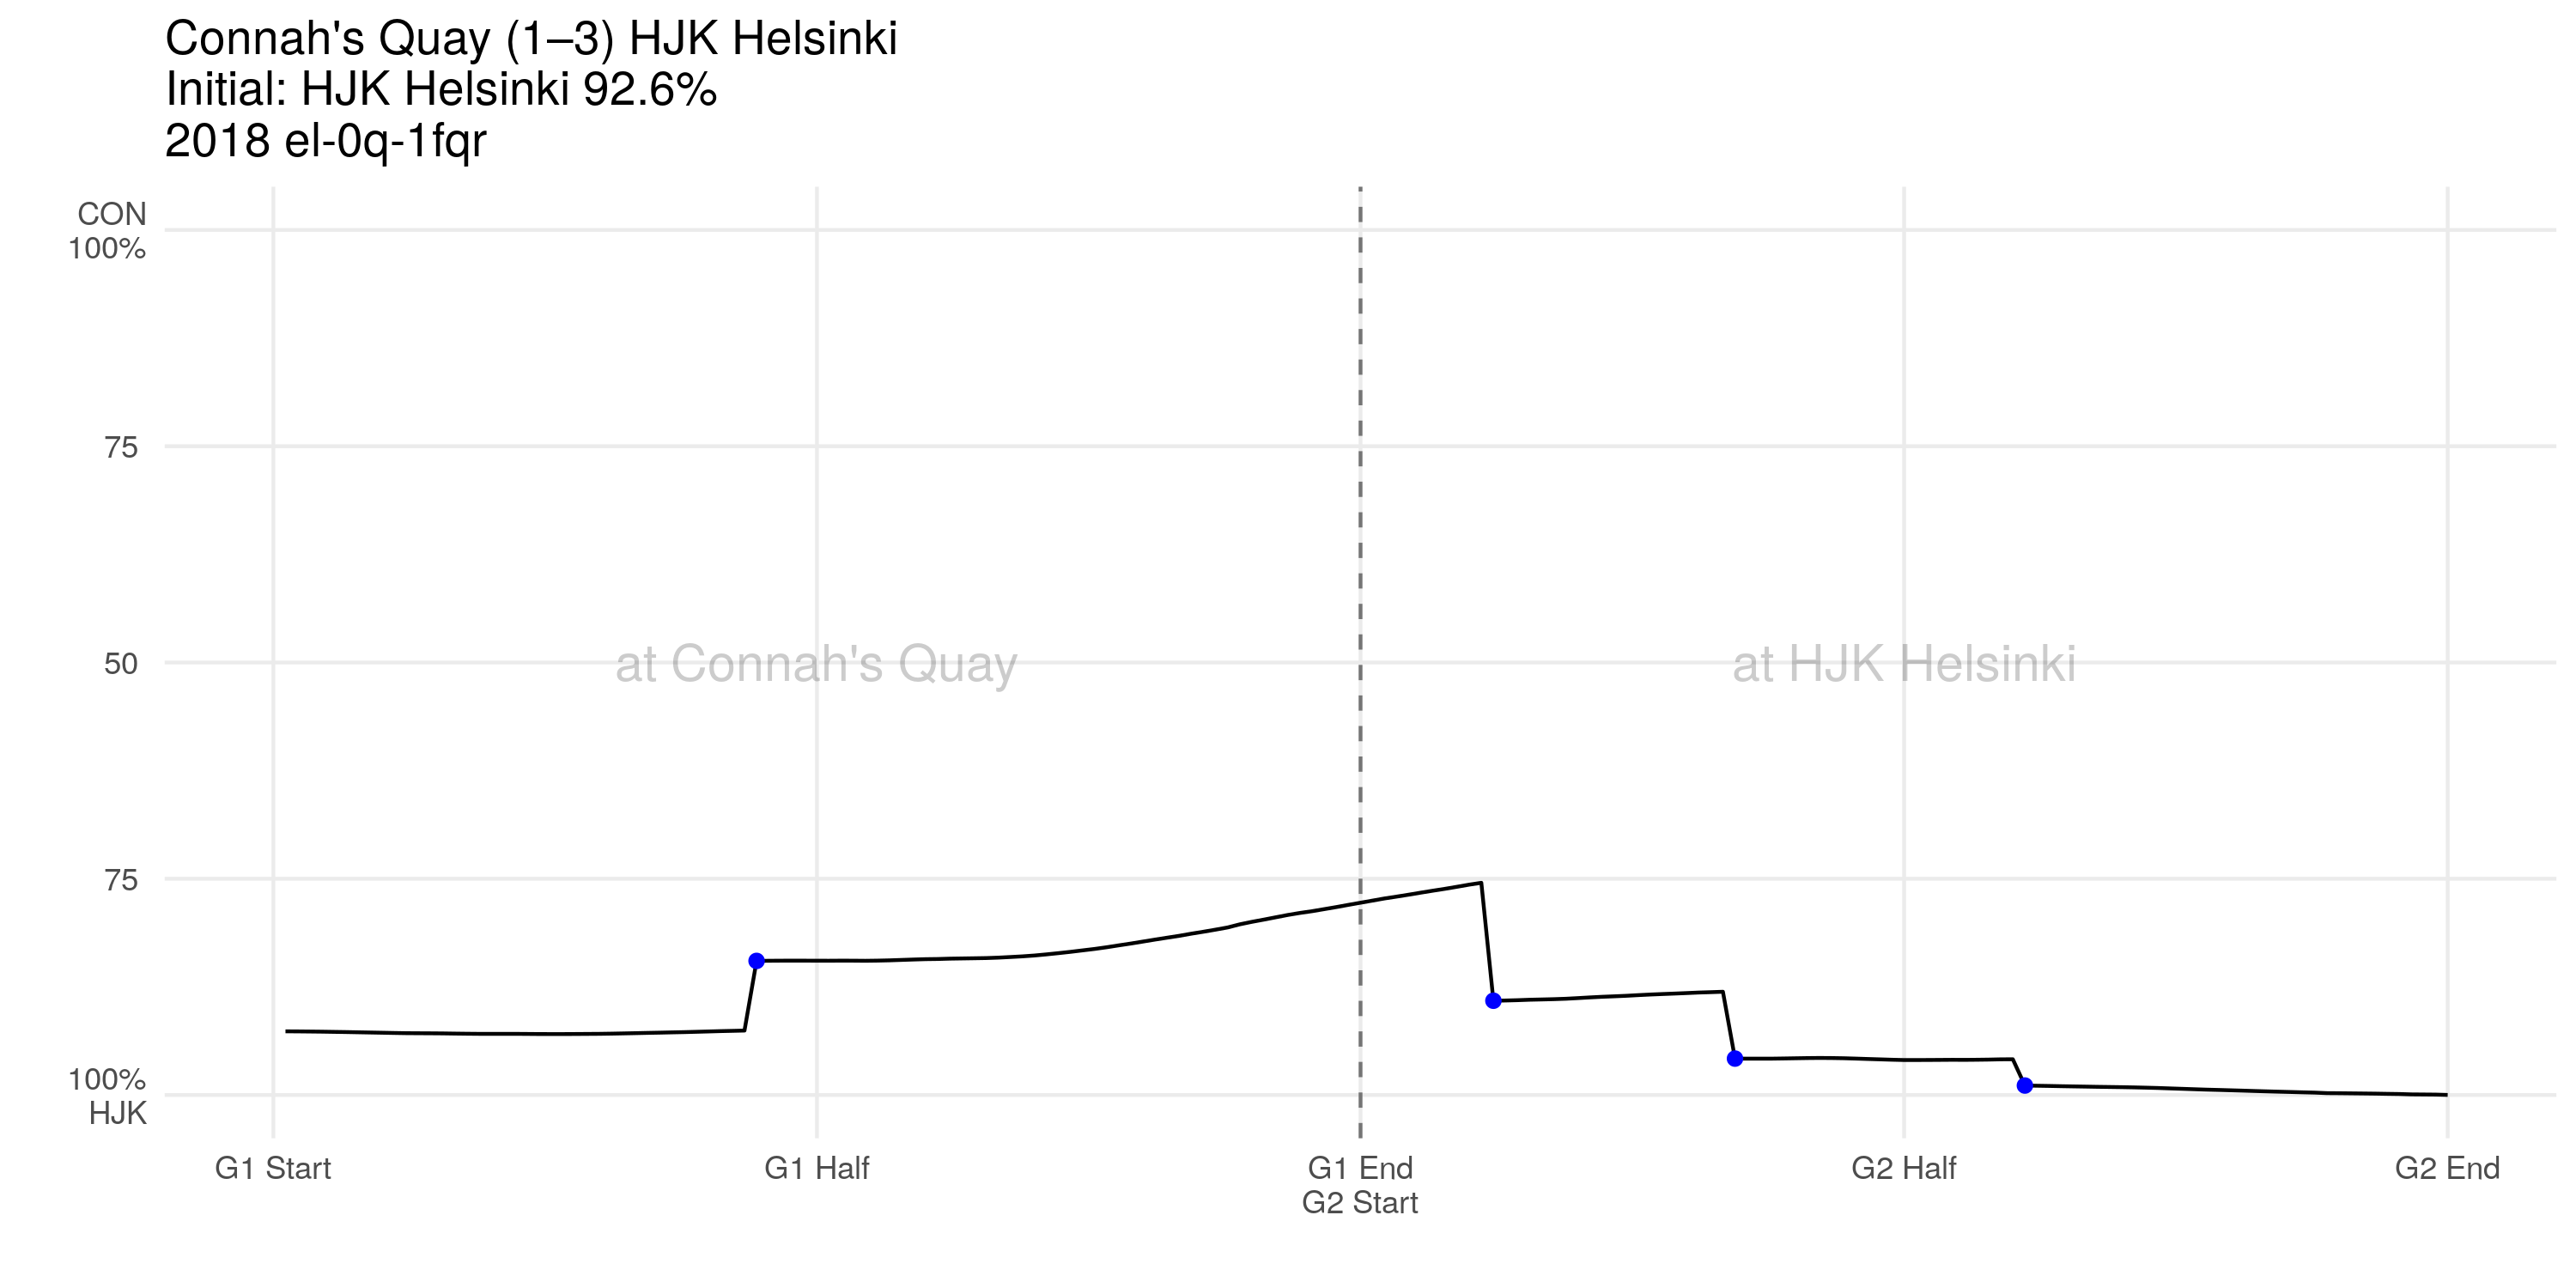 Connah's Quay (1–3) HJK Helsinki
Initial: HJK Helsinki 92.6%
2018 el-0q-1fqr
CON
100%
75
50
75
100%
HJK
at Connah's Quay
at HJK Helsinki
G1 Start
G1 Half
G1 End
G2 Start
G2 Half
G2 End